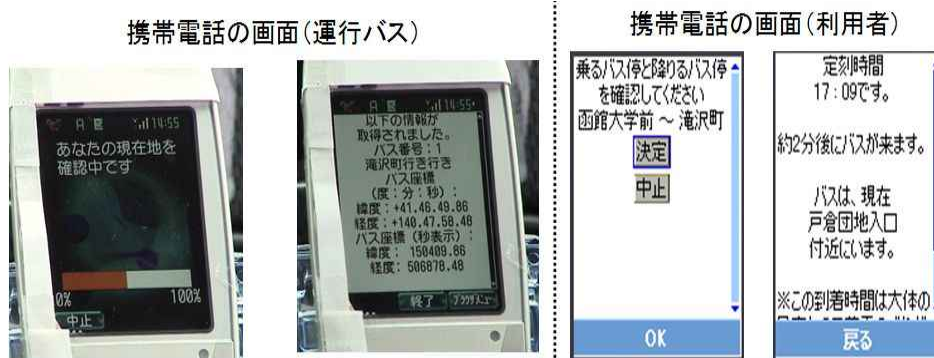 携帯電話の画面(運行バス)
14:55
あなたの現在地を
確認中です
0% 100%
中止
14:55
以下の情報が
取得されました。
バス番号:1
滝沢町行き行き
バス座標
(度:分:秒):
緯度:+41.46.49.86
経度:+140.47.58.48
バス座標(秒表示):
緯度: 150409.86
経度: 506878.48
終了
携帯電話の画面(利用者)
乗るバス停と降りるバス停
を確認してください
函館大学前 ~ 滝沢町
決定
中止
OK
定刻時間
17:09です。
約2分後にバスが来ます。
バスは、現在
戸倉団地入口
付近にいます。
※この到着時間は大体の
戻る